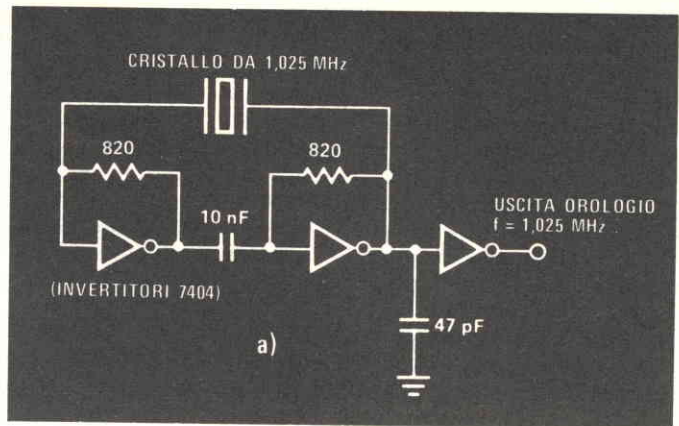 CRISTALLO DA 1,025 MHz
820
820
10 nF
USCITA OROLOGIO
f = 1,025 MHz
(INVERTITORI 7404)
47 pF
a)